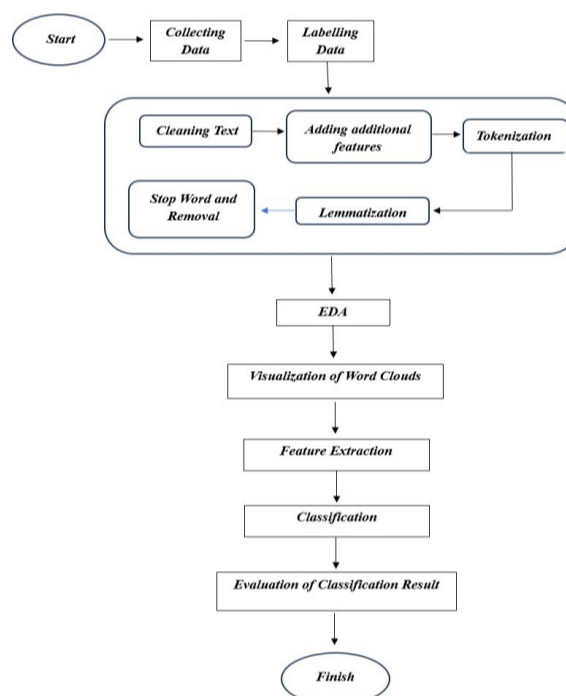 Start
Collecting
Data
Labelling
Data
Cleaning Text
Adding additional
features
Tokenization
Stop Word and
Removal
Lemmatization
EDA
Visualization of Word Clouds
Feature Extraction
Classification
Evaluation of Classification Result
Finish